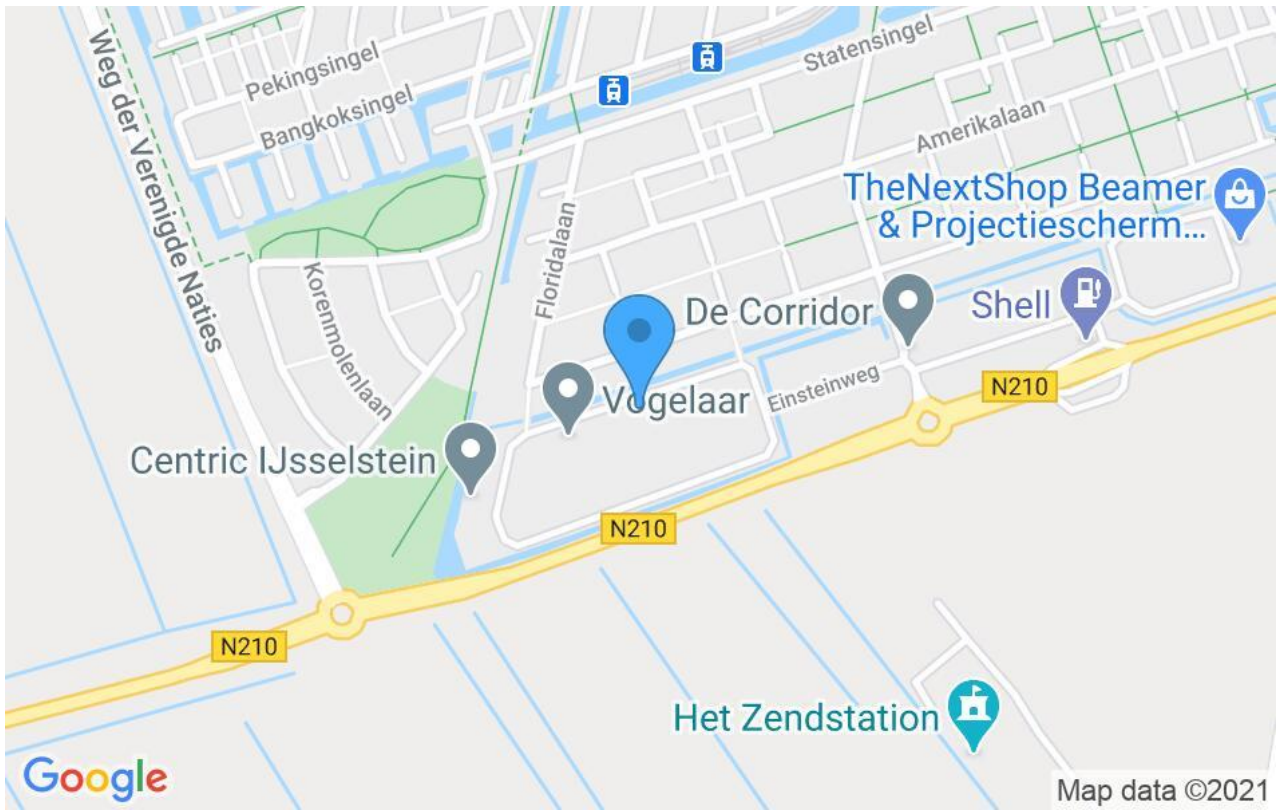 Weg der Verenigde Naties
Pekingsingel
Bangkoksingel
Statensingel
Amerikalaan
TheNextShop Beamer
& Projectiescherm...
Korenmolenlaan
Floridalaan
De Corridor
Shell
N210
Vogelaar
Einsteinweg
Centric IJsselstein
N210
N210
Het Zendstation
Google
Map data ©2021